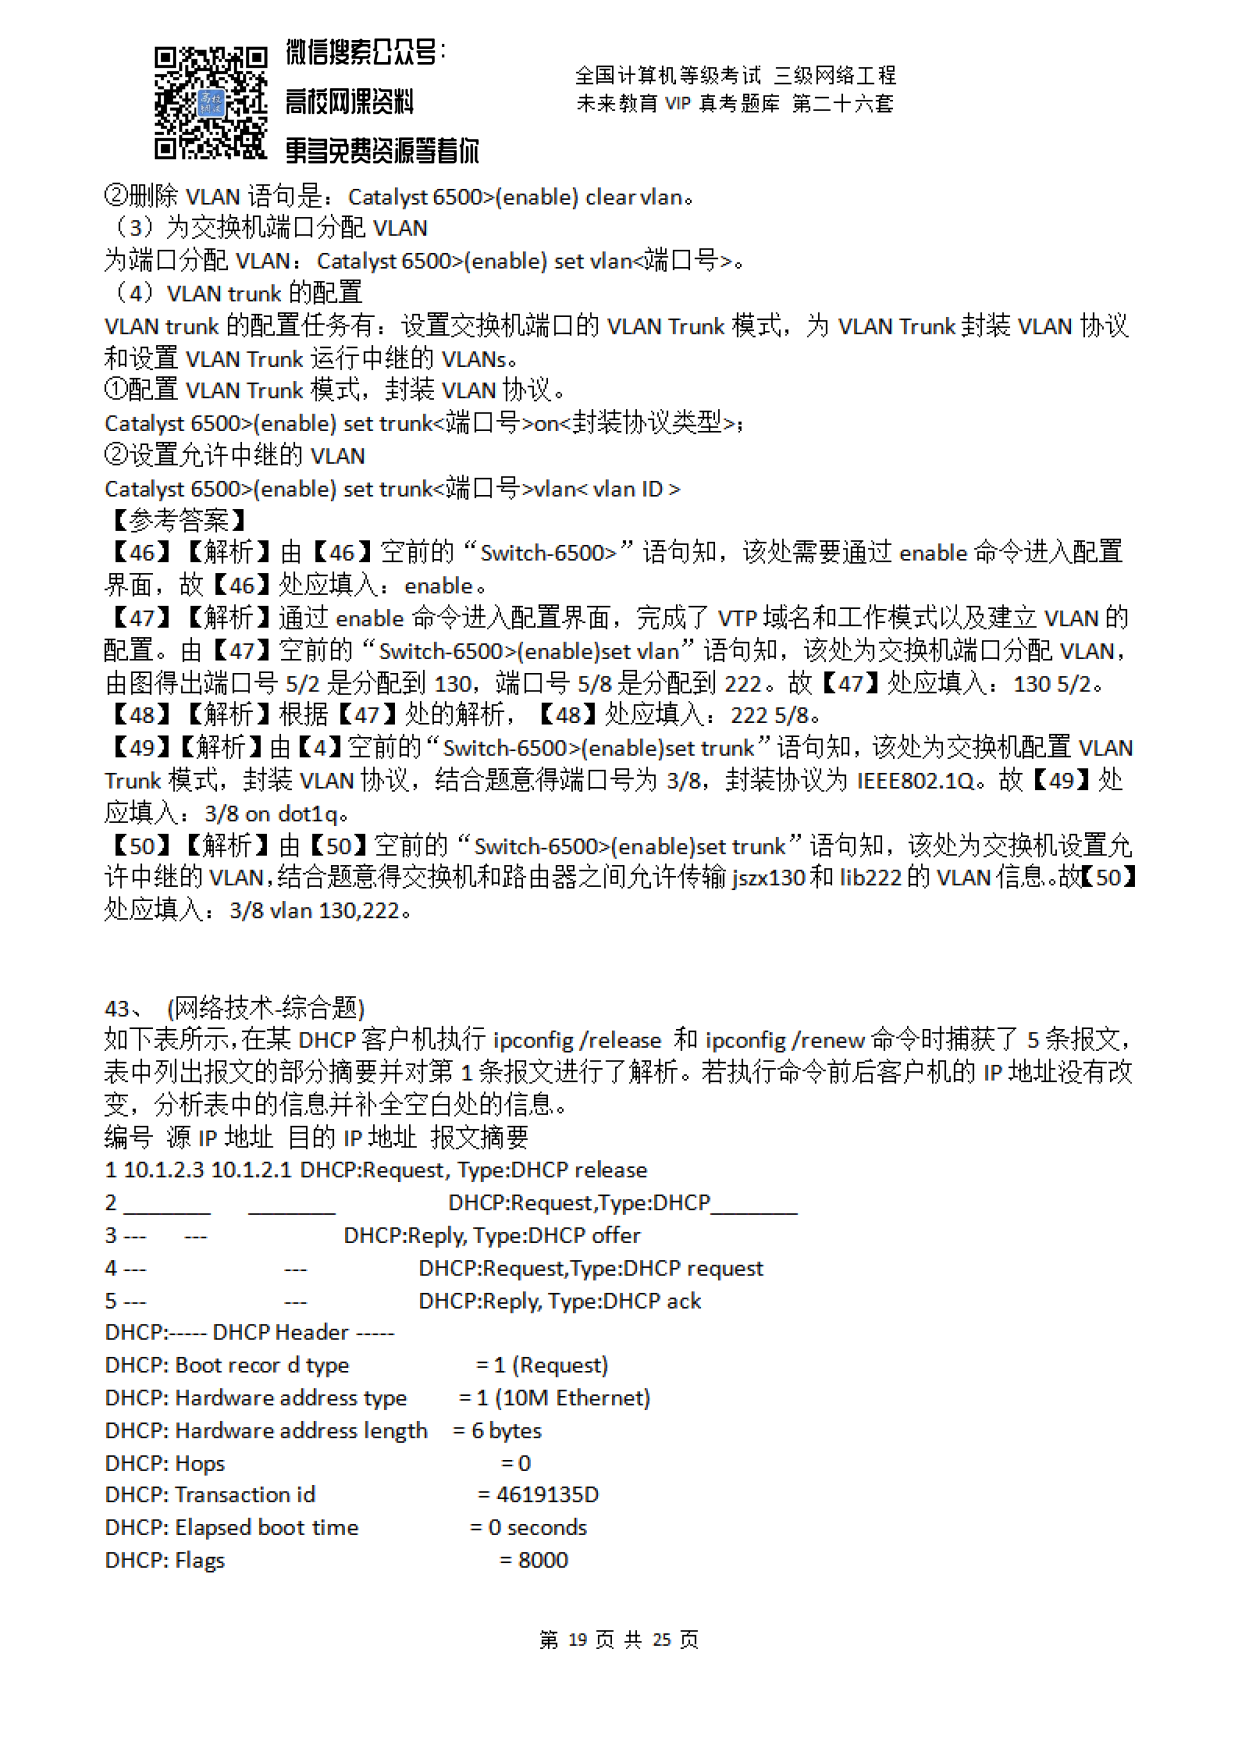 微信搜索公众号：
高校网课资料
更多免费资源等着你
全国计算机等级考试 三级网络工程
未来教育 VIP 真考题库 第二十六套
②删除 VLAN 语句是：Catalyst 6500>(enable) clear vlan。
（3）为交换机端口分配 VLAN
为端口分配 VLAN：Catalyst 6500>(enable) set vlan<端口号>。
（4）VLAN trunk 的配置
VLAN trunk 的配置任务有：设置交换机端口的 VLAN Trunk 模式，为 VLAN Trunk 封装 VLAN 协议
和设置 VLAN Trunk 运行中继的 VLANs。
①配置 VLAN Trunk 模式，封装 VLAN 协议。
Catalyst 6500>(enable) set trunk<端口号>on<封装协议类型>;
②设置允许中继的 VLAN
Catalyst 6500>(enable) set trunk<端口号>vlan< vlan ID >
【参考答案】
【46】【解析】由【46】空前的“Switch-6500>”语句知，该处需要通过 enable 命令进入配置
界面，故【46】处应填入：enable。
【47】【解析】通过 enable 命令进入配置界面，完成了 VTP 域名和工作模式以及建立 VLAN 的
配置。由【47】空前的“Switch-6500>(enable)set vlan”语句知，该处为交换机端口分配 VLAN，
由图得出端口号 5/2 是分配到 130，端口号 5/8 是分配到 222。故【47】处应填入：130 5/2。
【48】【解析】根据【47】处的解析，【48】处应填入：222 5/8。
【49】【解析】由【4】空前的“Switch-6500>(enable)set trunk”语句知，该处为交换机配置 VLAN
Trunk 模式，封装 VLAN 协议，结合题意得端口号为 3/8，封装协议为 IEEE802.1Q。故【49】处
应填入：3/8 on dot1q。
【50】【解析】由【50】空前的“Switch-6500>(enable)set trunk”语句知，该处为交换机设置允
许中继的 VLAN，结合题意得交换机和路由器之间允许传输 jszx130 和 lib222 的 VLAN 信息。故【50】
处应填入：3/8 vlan 130,222。
43、 (网络技术-综合题)
如下表所示，在某 DHCP 客户机执行 ipconfig /release 和 ipconfig /renew 命令时捕获了 5 条报文，
表中列出报文的部分摘要并对第 1 条报文进行了解析。若执行命令前后客户机的 IP 地址没有改
变，分析表中的信息并补全空白处的信息。
编号 源 IP 地址 目的 IP 地址 报文摘要
1 10.1.2.3 10.1.2.1 DHCP:Request, Type:DHCP release
2 _______ _______ DHCP:Request,Type:DHCP_______
3 --- --- DHCP:Reply, Type:DHCP offer
4 --- --- DHCP:Request,Type:DHCP request
5 --- --- DHCP:Reply, Type:DHCP ack
DHCP:----- DHCP Header -----
DHCP: Boot recor d type = 1 (Request)
DHCP: Hardware address type = 1 (10M Ethernet)
DHCP: Hardware address length = 6 bytes
DHCP: Hops = 0
DHCP: Transaction id = 4619135D
DHCP: Elapsed boot time = 0 seconds
DHCP: Flags = 8000
第 19 页 共 25 页